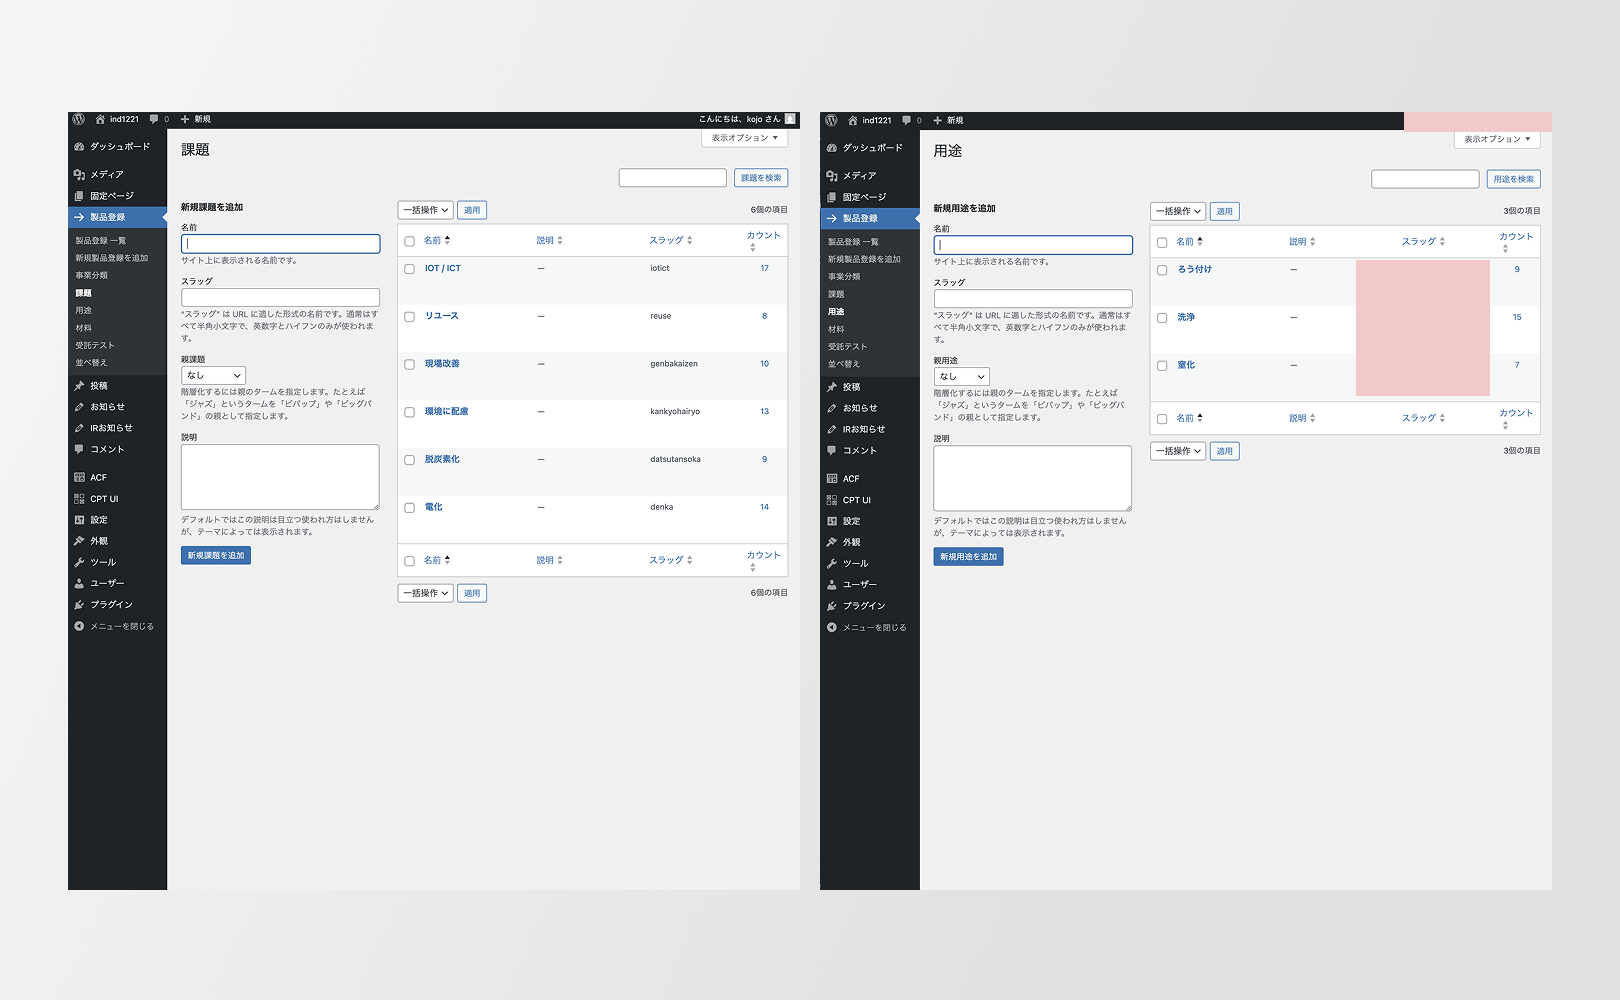 ind1221
0
新規
こんにちは、kojo さん
表示オプション ▼
ダッシュボード
メディア
固定ページ
製品登録
製品登録 一覧
新規製品登録を追加
事業分類
課題
用途
材料
受託テスト
並べ替え
投稿
お知らせ
IRお知らせ
コメント
ACF
CPT UI
設定
外観
ツール
ユーザー
プラグイン
メニューを閉じる
課題
課題を検索
新規課題を追加
名前
サイト上に表示される名前です。
スラッグ
“スラッグ” は URL に適した形式の名前です。通常はす
べて半角小文字で、英数字とハイフンのみが使われま
す。
親課題
なし
階層化するには親のタームを指定します。たとえば
「ジャズ」というタームを「ビバップ」や「ビッグバ
ンド」の親として指定します。
説明
デフォルトではこの説明は目立つ使われ方はしません
が、テーマによっては表示されます。
新規課題を追加
一括操作 適用 6個の項目
名前 説明 スラッグ カウント
IOT / ICT — iotict 17
リユース — reuse 8
現場改善 — genbakaizen 10
環境に配慮 — kankyohairyo 13
脱炭素化 — datsutansoka 9
電化 — denka 14
名前 説明 スラッグ カウント
一括操作 適用 6個の項目
ind1221
0
新規
表示オプション ▼
ダッシュボード
メディア
固定ページ
製品登録
製品登録 一覧
新規製品登録を追加
事業分類
課題
用途
材料
受託テスト
並べ替え
投稿
お知らせ
IRお知らせ
コメント
ACF
CPT UI
設定
外観
ツール
ユーザー
プラグイン
メニューを閉じる
用途
用途を検索
新規用途を追加
名前
サイト上に表示される名前です。
スラッグ
“スラッグ” は URL に適した形式の名前です。通常はす
べて半角小文字で、英数字とハイフンのみが使われま
す。
親用途
なし
階層化するには親のタームを指定します。たとえば
「ジャズ」というタームを「ビバップ」や「ビッグバ
ンド」の親として指定します。
説明
デフォルトではこの説明は目立つ使われ方はしません
が、テーマによっては表示されます。
新規用途を追加
一括操作 適用 3個の項目
名前 説明 スラッグ カウント
ろう付け — 9
洗浄 — 15
窒化 — 7
名前 説明 スラッグ カウント
一括操作 適用 3個の項目